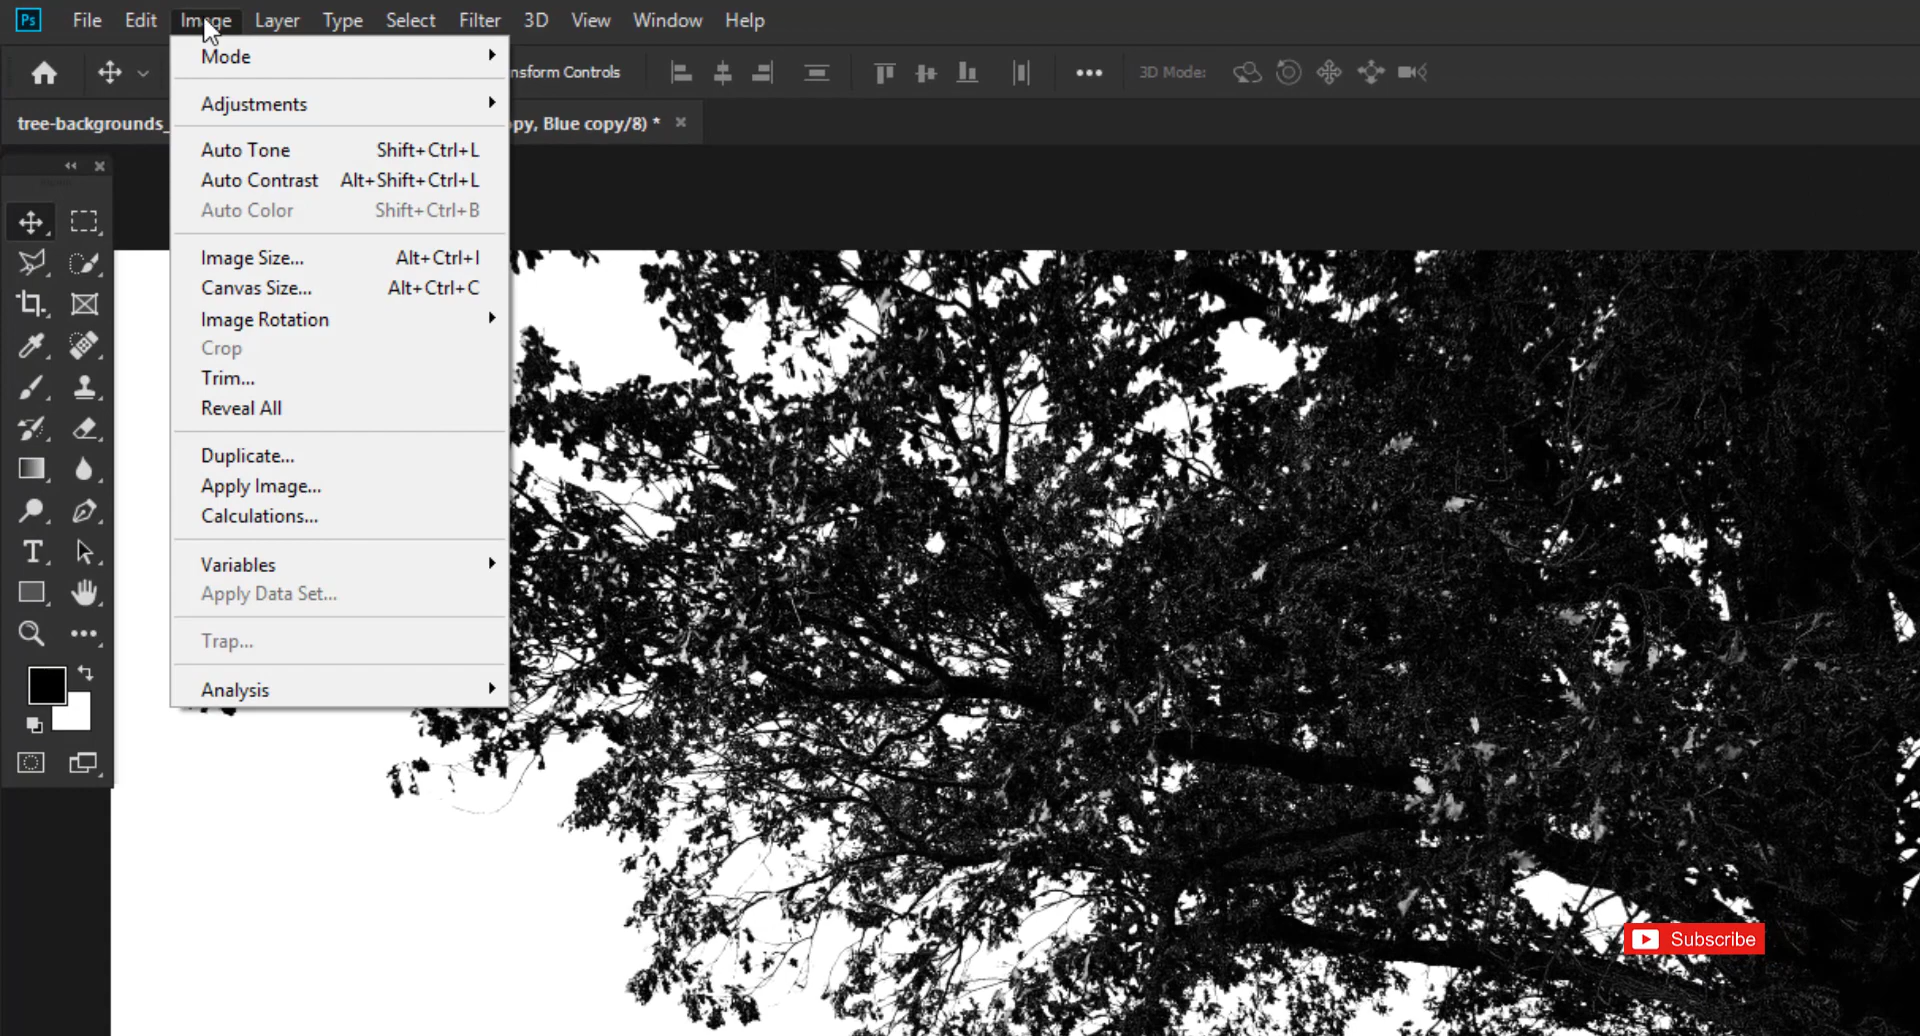 Ps File Edit Image Layer Type Select Filter 3D View Window Help
nsform Controls 3D Mode:
tree-backgrounds_ opy, Blue copy/8) *
Mode
Adjustments
Auto Tone Shift+Ctrl+L
Auto Contrast Alt+Shift+Ctrl+L
Auto Color Shift+Ctrl+B
Image Size... Alt+Ctrl+I
Canvas Size... Alt+Ctrl+C
Image Rotation
Crop
Trim...
Reveal All
Duplicate...
Apply Image...
Calculations...
Variables
Apply Data Set...
Trap...
Analysis
Subscribe